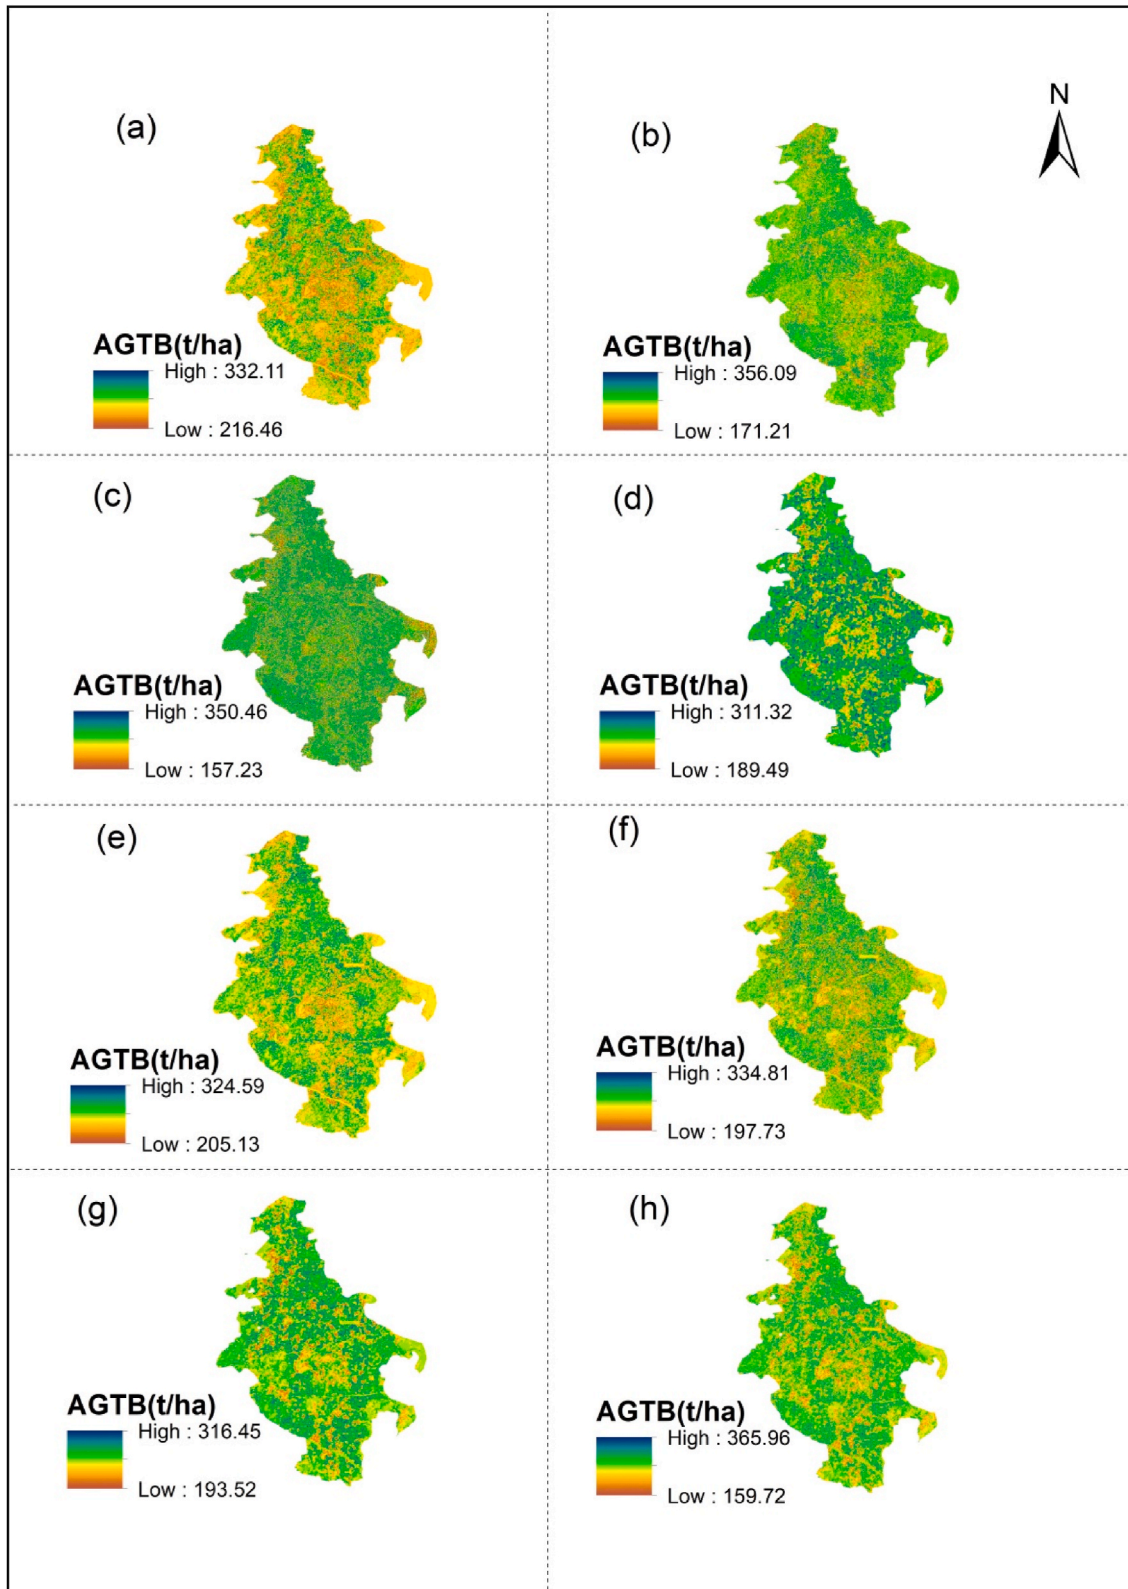 N
(a)
AGTB(t/ha)
High : 332.11
Low : 216.46
(b)
AGTB(t/ha)
High : 356.09
Low : 171.21
(c)
AGTB(t/ha)
High : 350.46
Low : 157.23
(d)
AGTB(t/ha)
High : 311.32
Low : 189.49
(e)
AGTB(t/ha)
High : 324.59
Low : 205.13
(f)
AGTB(t/ha)
High : 334.81
Low : 197.73
(g)
AGTB(t/ha)
High : 316.45
Low : 193.52
(h)
AGTB(t/ha)
High : 365.96
Low : 159.72